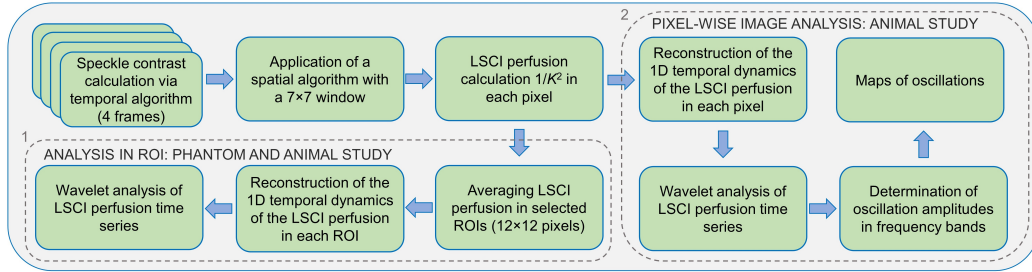 Speckle contrast
calculation via
temporal algorithm
(4 frames)
Application of a
spatial algorithm with
a 7×7 window
LSCI perfusion
calculation 1/K² in
each pixel
2
PIXEL-WISE IMAGE ANALYSIS: ANIMAL STUDY
Reconstruction of the
1D temporal dynamics
of the LSCI perfusion
in each pixel
Maps of oscillations
Wavelet analysis of
LSCI perfusion time
series
Determination of
oscillation amplitudes
in frequency bands
1
ANALYSIS IN ROI: PHANTOM AND ANIMAL STUDY
Wavelet analysis of
LSCI perfusion time
series
Reconstruction of the
1D temporal dynamics
of the LSCI perfusion
in each ROI
Averaging LSCI
perfusion in selected
ROIs (12×12 pixels)